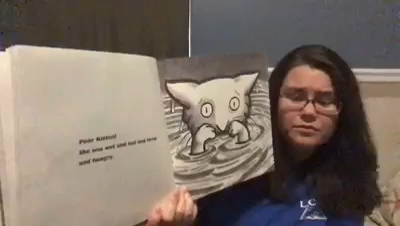 Poor Kitten!
She was wet and sad and tired
and hungry.
L C